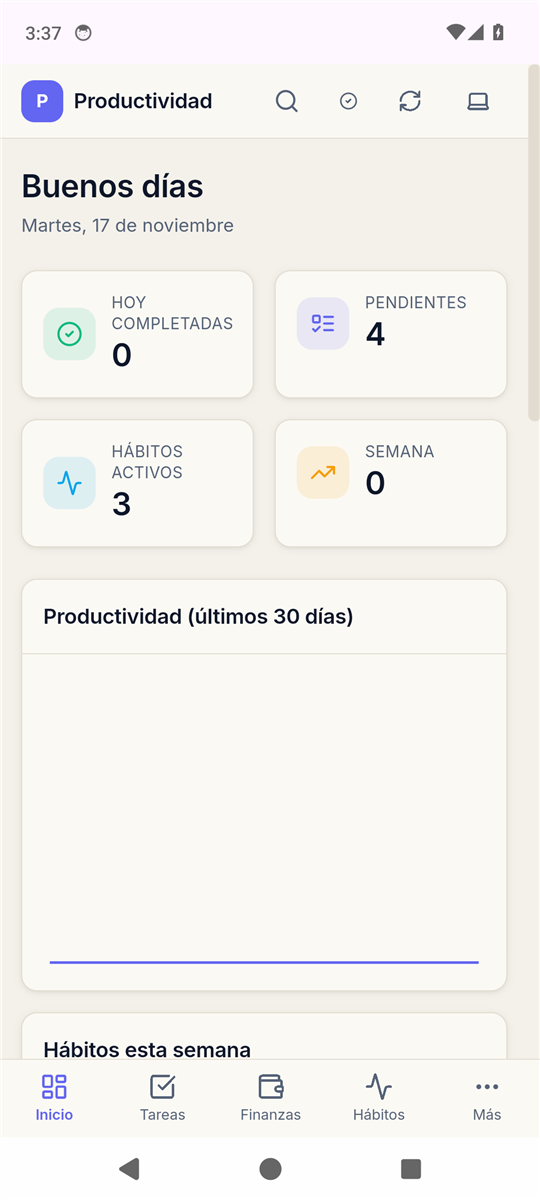 3:37
P Productividad
Buenos días
Martes, 17 de noviembre
HOY
COMPLETADAS
0
PENDIENTES
4
HÁBITOS
ACTIVOS
3
SEMANA
0
Productividad (últimos 30 días)
Hábitos esta semana
Inicio
Tareas
Finanzas
Hábitos
Más